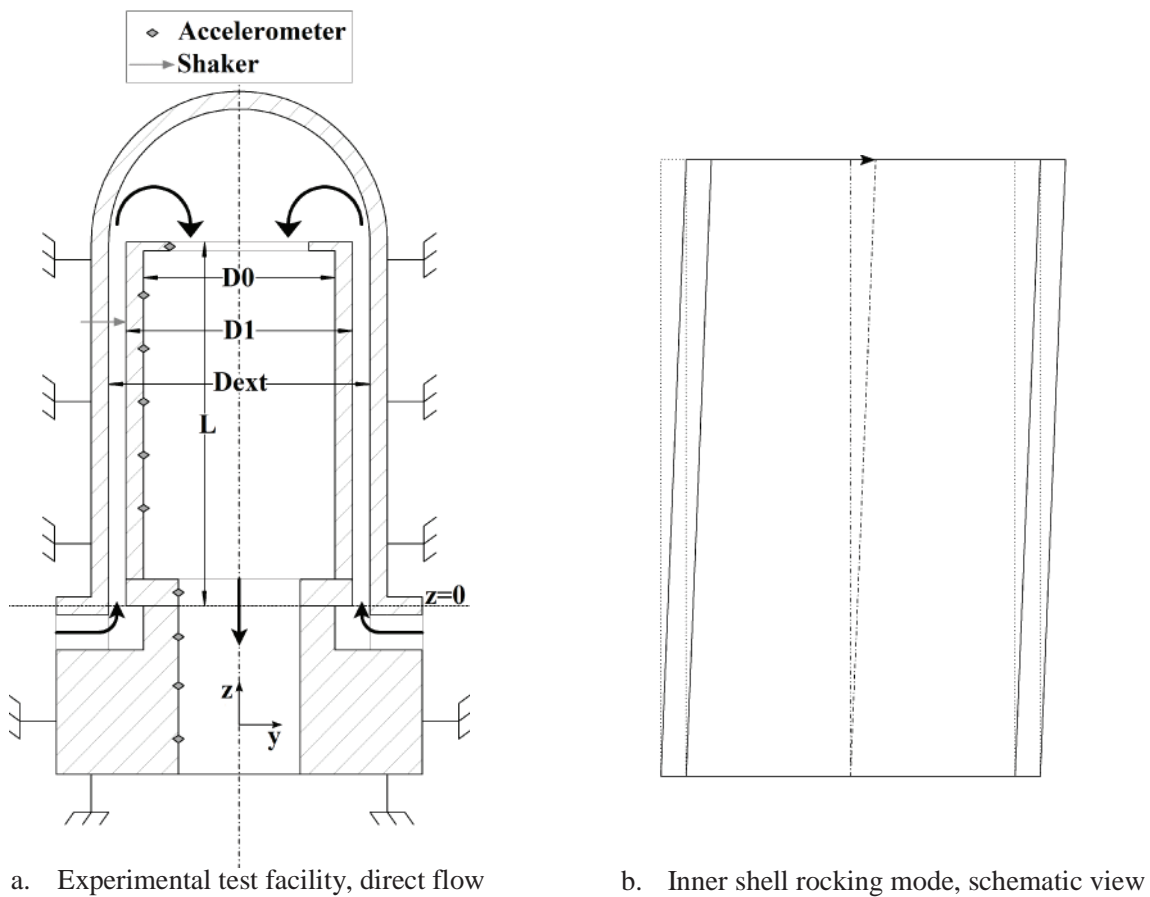 Accelerometer
Shaker
D0
D1
Dext
L
z=0
z
y
a. Experimental test facility, direct flow
b. Inner shell rocking mode, schematic view